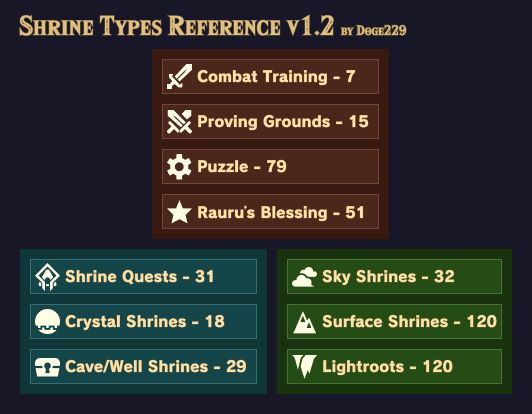 Shrine Types Reference v1.2 by Doge229
Combat Training - 7
Proving Grounds - 15
Puzzle - 79
Rauru's Blessing - 51
Shrine Quests - 31
Crystal Shrines - 18
Cave/Well Shrines - 29
Sky Shrines - 32
Surface Shrines - 120
Lightroots - 120